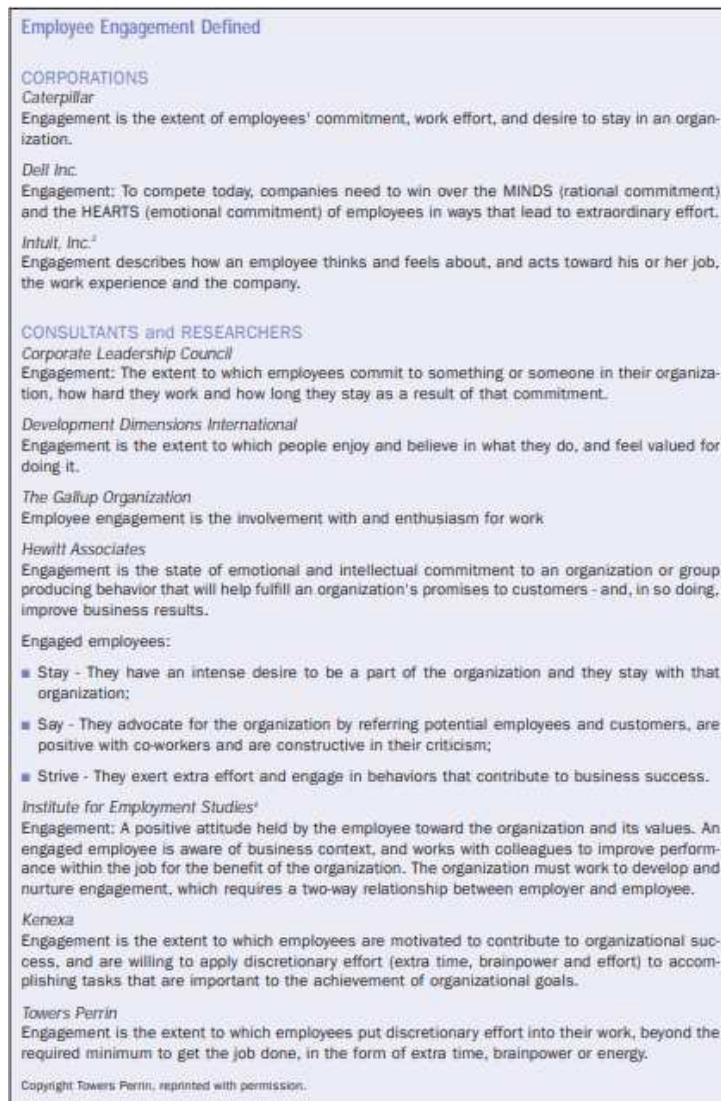 Employee Engagement Defined
CORPORATIONS
Caterpillar
Engagement is the extent of employees' commitment, work effort, and desire to stay in an organ-
ization.
Dell Inc.
Engagement: To compete today, companies need to win over the MINDS (rational commitment)
and the HEARTS (emotional commitment) of employees in ways that lead to extraordinary effort.
Intuit, Inc.
Engagement describes how an employee thinks and feels about, and acts toward his or her job,
the work experience and the company.
CONSULTANTS and RESEARCHERS
Corporate Leadership Council
Engagement: The extent to which employees commit to something or someone in their organiza-
tion, how hard they work and how long they stay as a result of that commitment.
Development Dimensions International
Engagement is the extent to which people enjoy and believe in what they do, and feel valued for
doing it.
The Gallup Organization
Employee engagement is the involvement with and enthusiasm for work
Hewitt Associates
Engagement is the state of emotional and intellectual commitment to an organization or group
producing behavior that will help fulfill an organization's promises to customers - and, in so doing,
improve business results.
Engaged employees:
■ Stay - They have an intense desire to be a part of the organization and they stay with that
organization;
■ Say - They advocate for the organization by referring potential employees and customers, are
positive with co-workers and are constructive in their criticism;
■ Strive - They exert extra effort and engage in behaviors that contribute to business success.
Institute for Employment Studies
Engagement: A positive attitude held by the employee toward the organization and its values. An
engaged employee is aware of business context, and works with colleagues to improve perform-
ance within the job for the benefit of the organization. The organization must work to develop and
nurture engagement, which requires a two-way relationship between employer and employee.
Kenexa
Engagement is the extent to which employees are motivated to contribute to organizational suc-
cess, and are willing to apply discretionary effort (extra time, brainpower and effort) to accom-
plishing tasks that are important to the achievement of organizational goals.
Towers Perrin
Engagement is the extent to which employees put discretionary effort into their work, beyond the
required minimum to get the job done, in the form of extra time, brainpower or energy.
Copyright Towers Perrin, reprinted with permission.